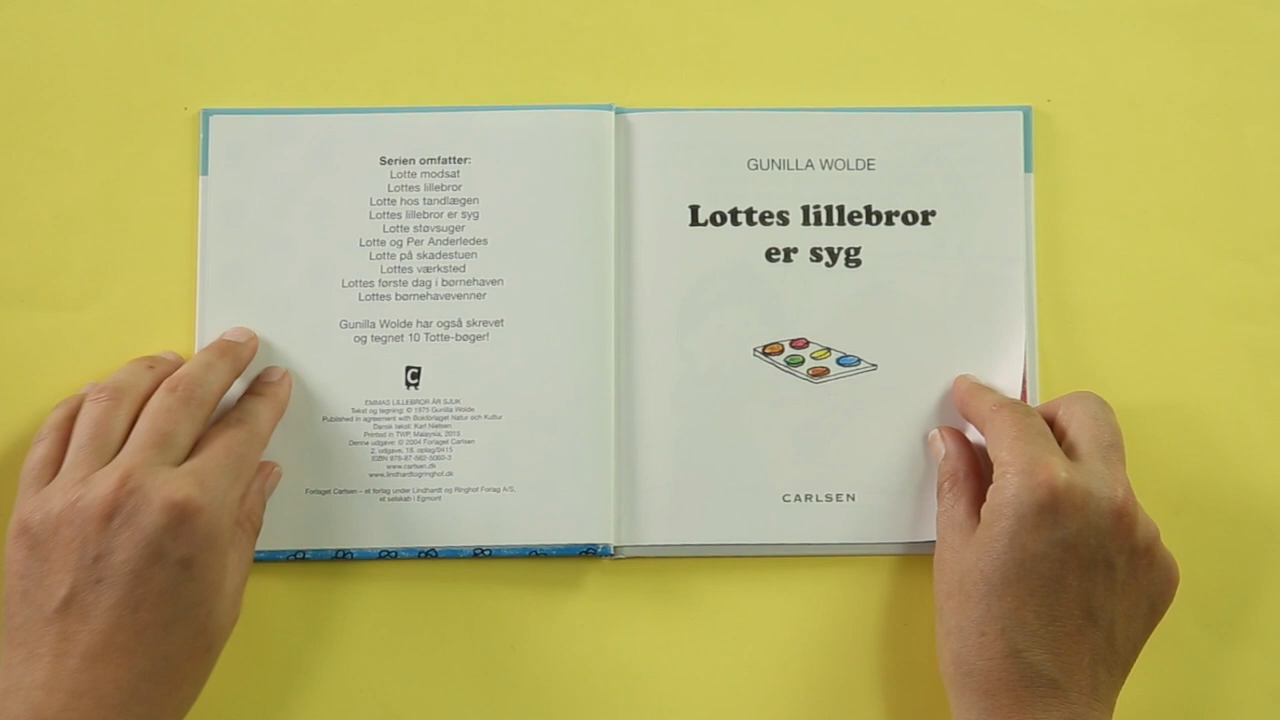 Serien omfatter:
Lotte modsat
Lottes lillebror
Lotte hos tandlægen
Lottes lillebror er syg
Lotte støvsuger
Lotte og Per Anderledes
Lotte på skadestuen
Lottes værksted
Lottes første dag i børnehaven
Lottes børnehavevenner
Gunilla Wolde har også skrevet
og tegnet 10 Totte-bøger!
C
EMMAS LILLEBROR ÄR SJUK
Tekst og tegning: © 1975 Gunilla Wolde
Published in agreement with Bokförlaget Natur och Kultur
Dansk tekst: Karl Nielsen
Printed in TWP, Malaysia, 2015
Denne udgave: © 2004 Forlaget Carlsen
2. udgave, 18. oplag/0415
www.carlsen.dk
www.lindhardtogringhof.dk
Forlaget Carlsen – et forlag under Lindhardt og Ringhof Forlag A/S,
et selskab i Egmont
GUNILLA WOLDE
Lottes lillebror
er syg
CARLSEN